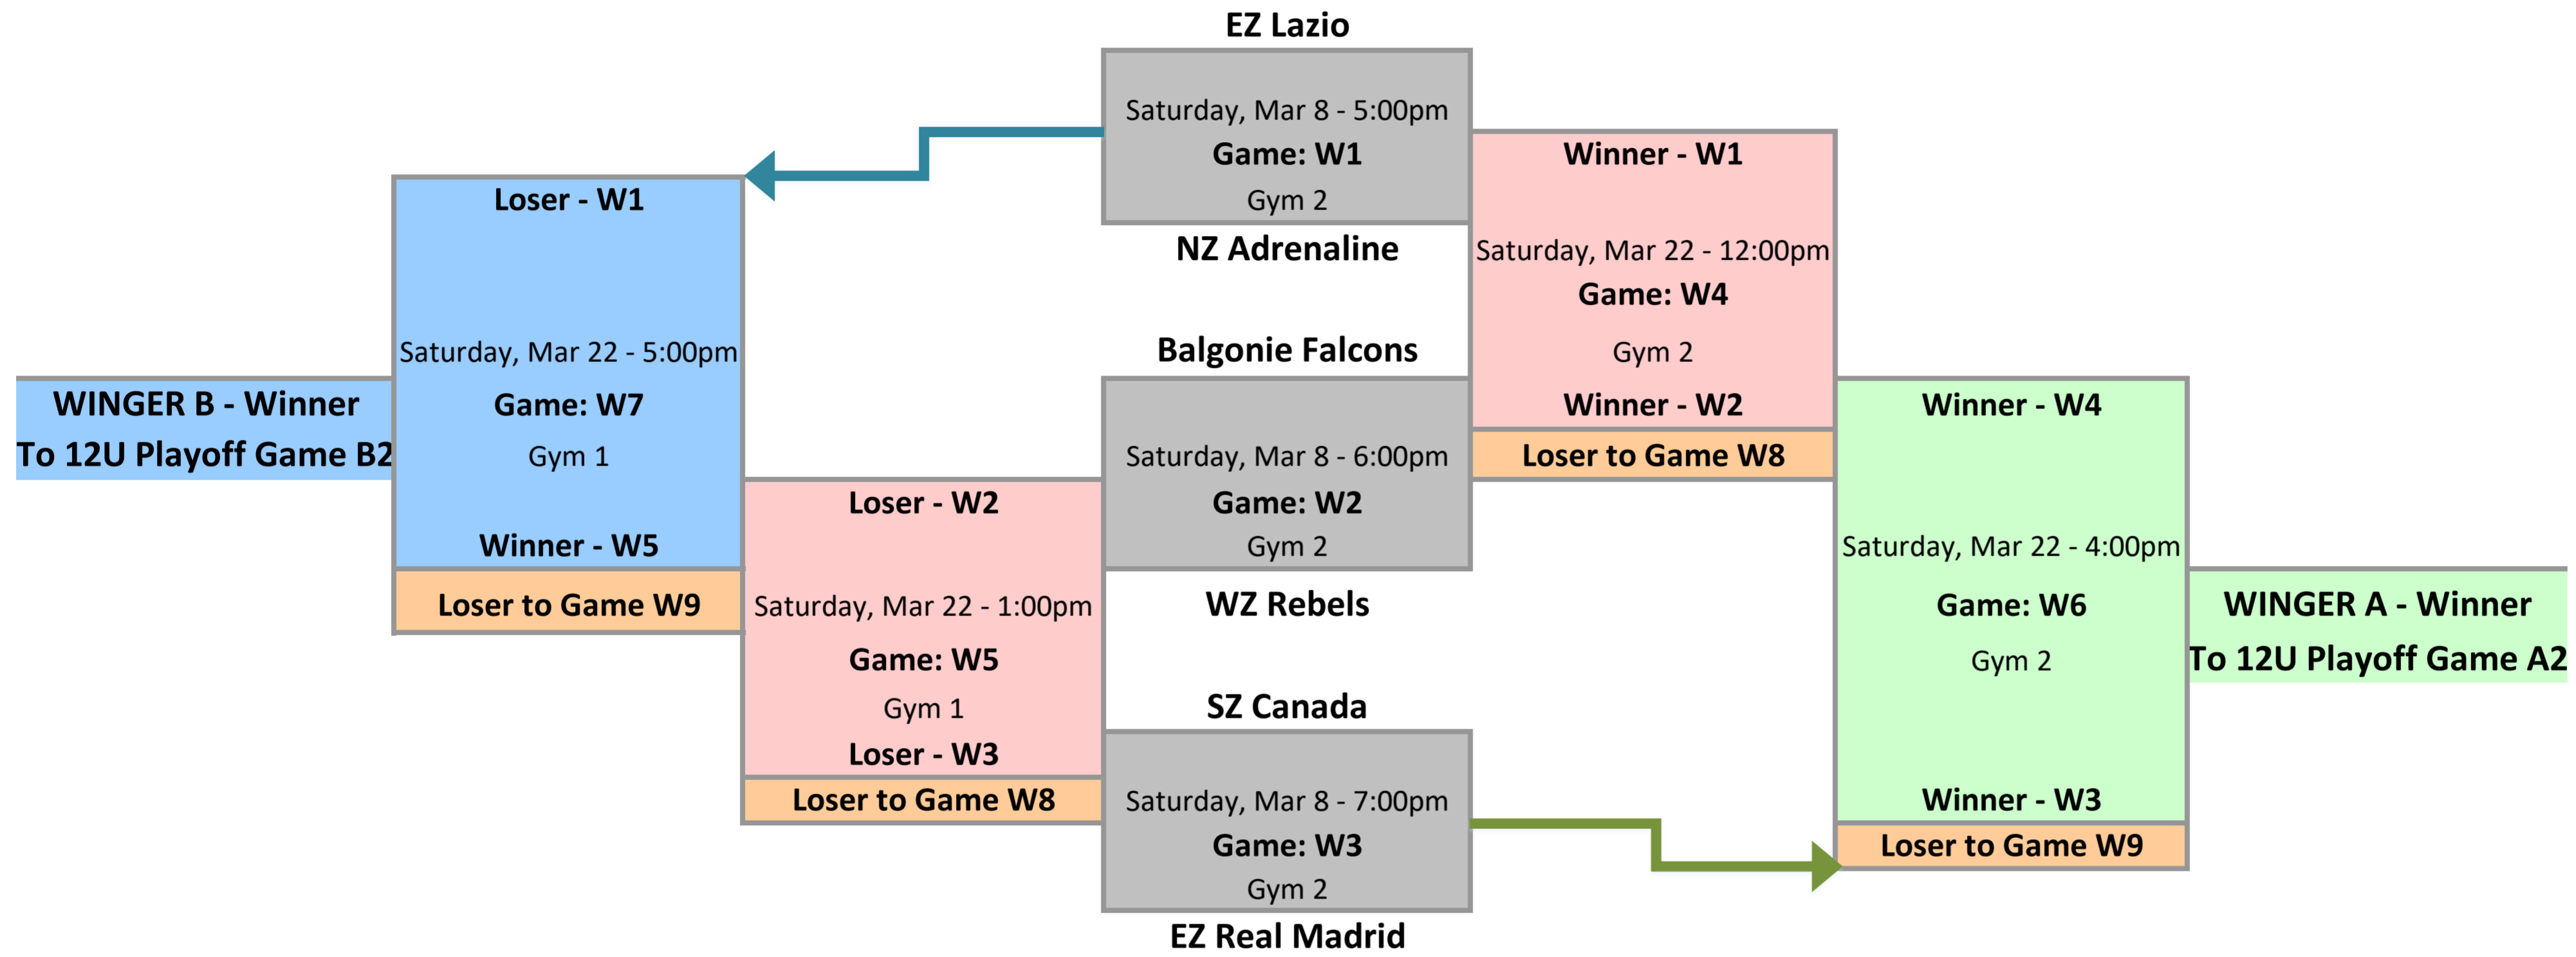 EZ Lazio
Saturday, Mar 8 - 5:00pm
Game: W1
Gym 2
NZ Adrenaline
Winner - W1
Saturday, Mar 22 - 12:00pm
Game: W4
Gym 2
Winner - W2
Loser to Game W8
Loser - W1
Saturday, Mar 22 - 5:00pm
Game: W7
Gym 1
Winner - W5
Loser to Game W9
WINGER B - Winner
To 12U Playoff Game B2
Balgonie Falcons
Saturday, Mar 8 - 6:00pm
Game: W2
Gym 2
WZ Rebels
Loser - W2
Saturday, Mar 22 - 1:00pm
Game: W5
Gym 1
Loser - W3
Loser to Game W8
SZ Canada
Saturday, Mar 8 - 7:00pm
Game: W3
Gym 2
EZ Real Madrid
Winner - W4
Saturday, Mar 22 - 4:00pm
Game: W6
Gym 2
Winner - W3
Loser to Game W9
WINGER A - Winner
To 12U Playoff Game A2